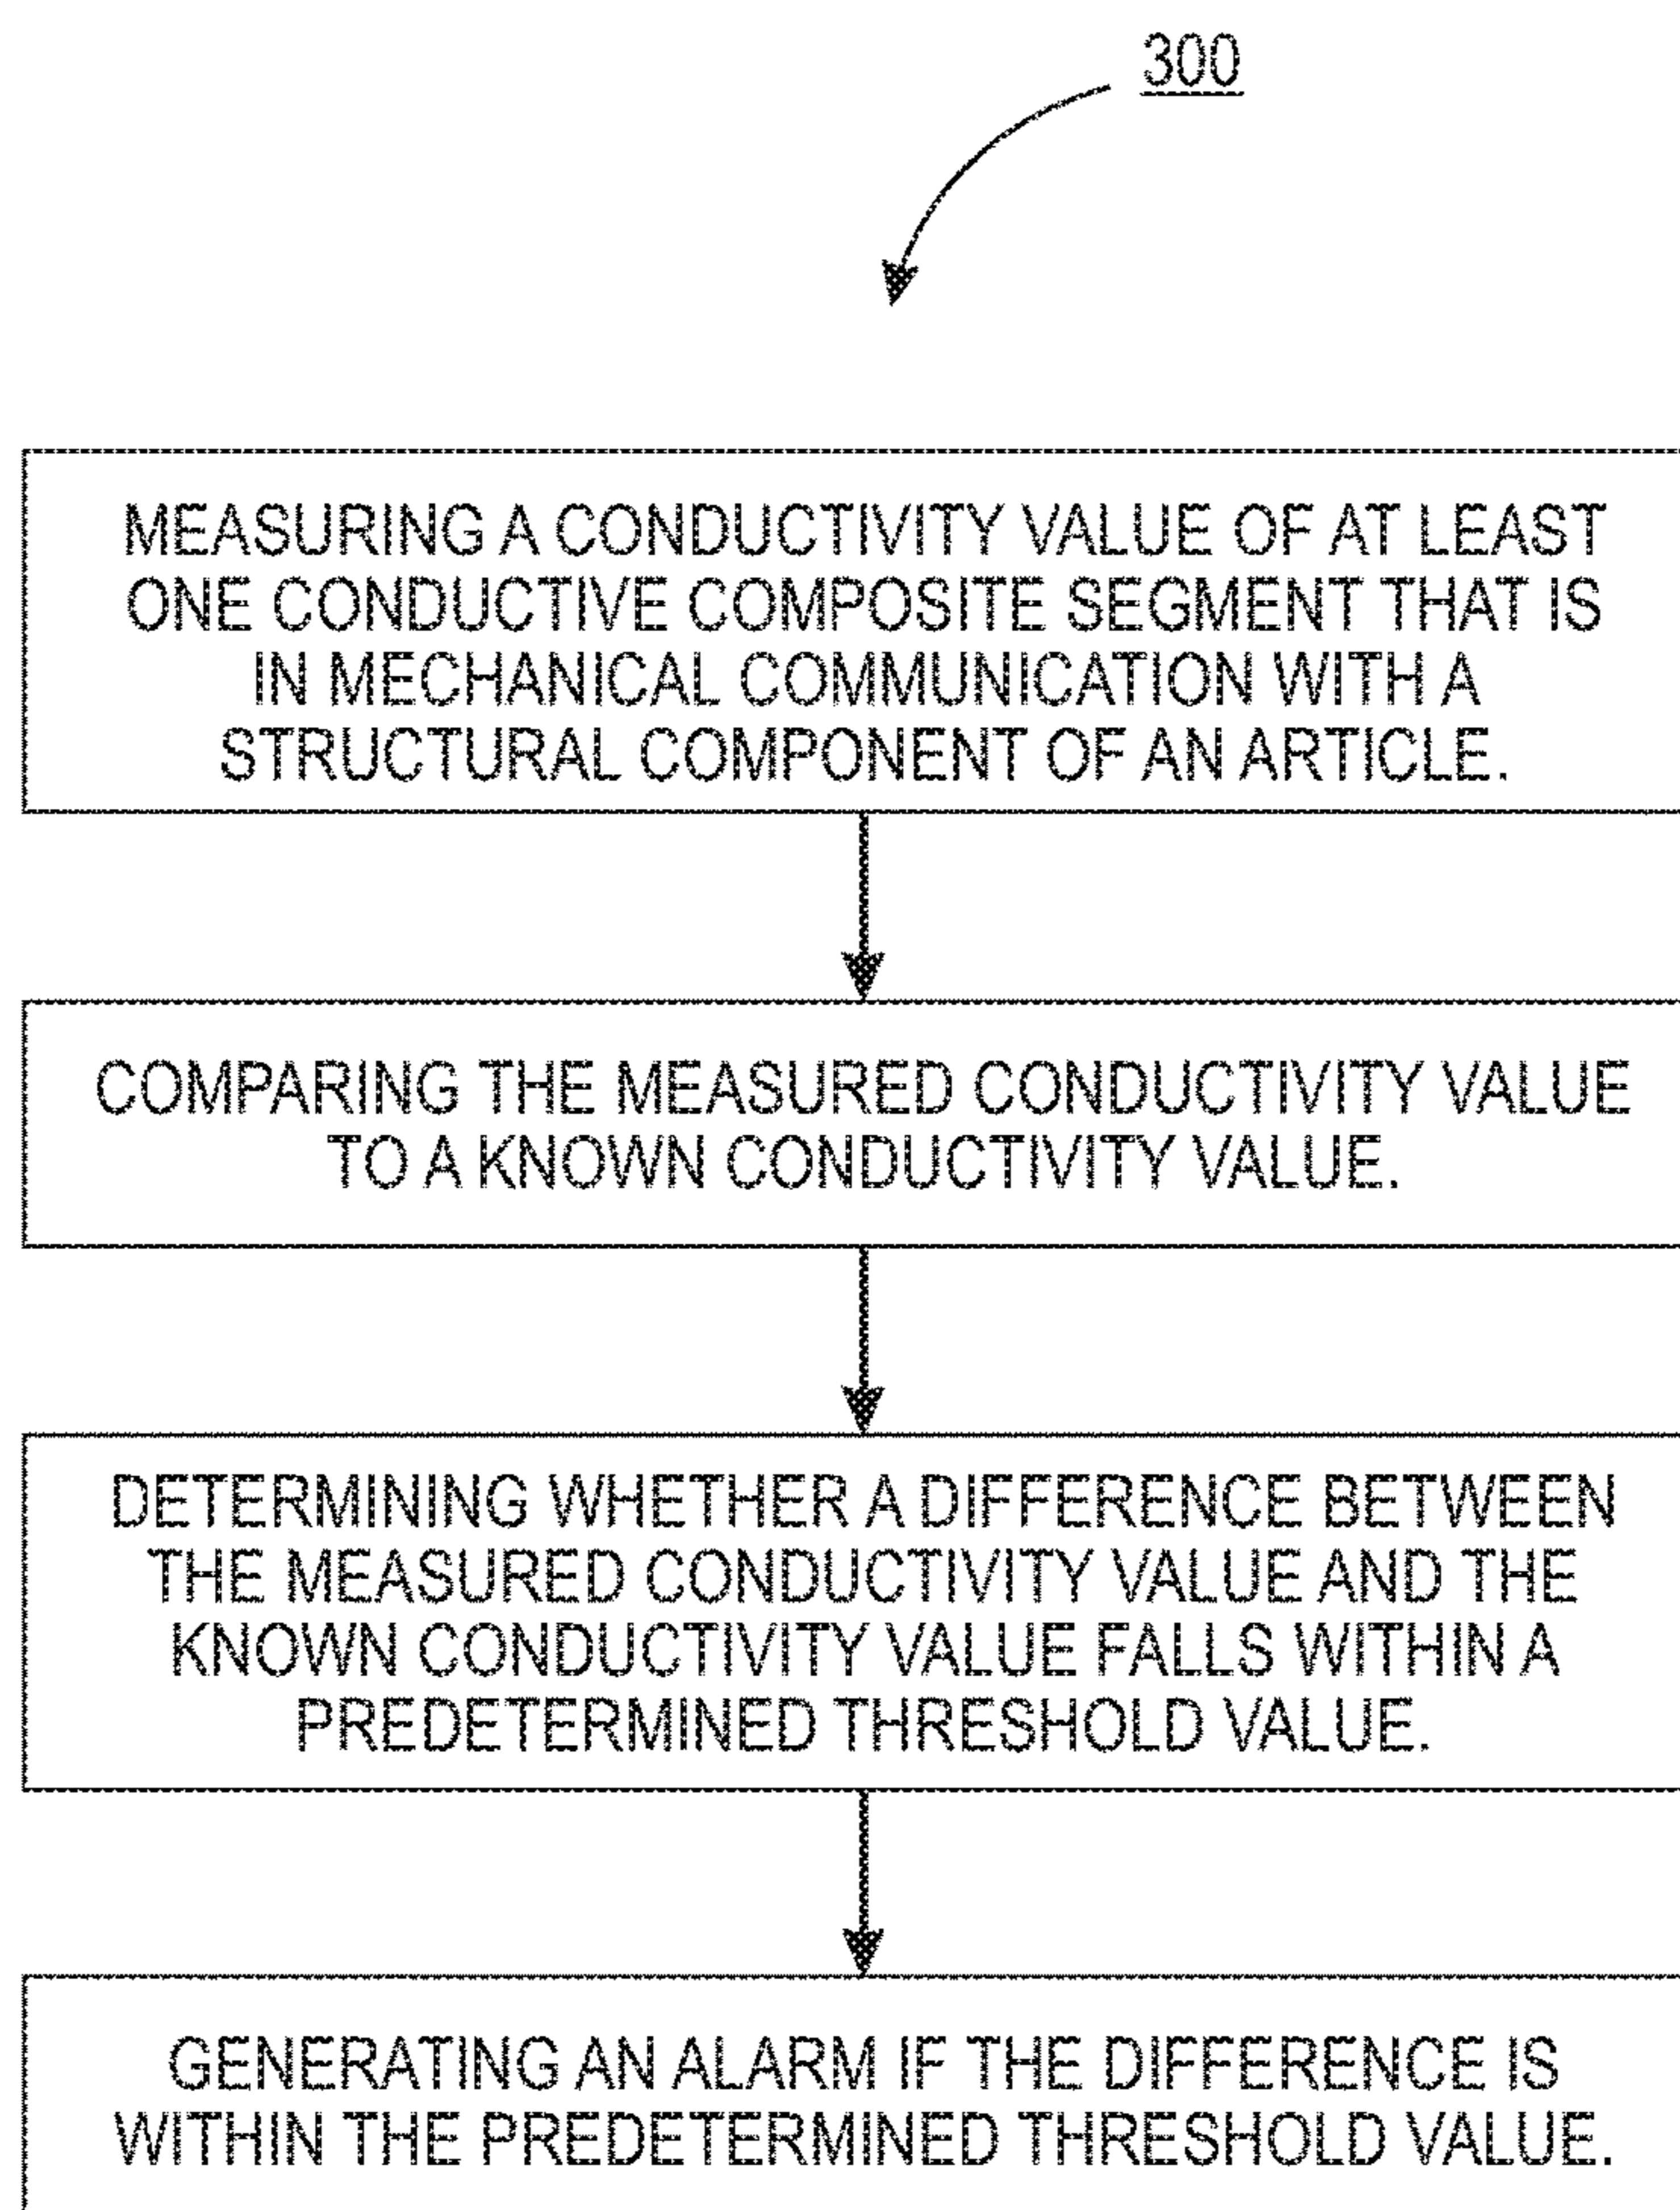 300
MEASURING A CONDUCTIVITY VALUE OF AT LEAST
ONE CONDUCTIVE COMPOSITE SEGMENT THAT IS
IN MECHANICAL COMMUNICATION WITH A
STRUCTURAL COMPONENT OF AN ARTICLE.
COMPARING THE MEASURED CONDUCTIVITY VALUE
TO A KNOWN CONDUCTIVITY VALUE.
DETERMINING WHETHER A DIFFERENCE BETWEEN
THE MEASURED CONDUCTIVITY VALUE AND THE
KNOWN CONDUCTIVITY VALUE FALLS WITHIN A
PREDETERMINED THRESHOLD VALUE.
GENERATING AN ALARM IF THE DIFFERENCE IS
WITHIN THE PREDETERMINED THRESHOLD VALUE.